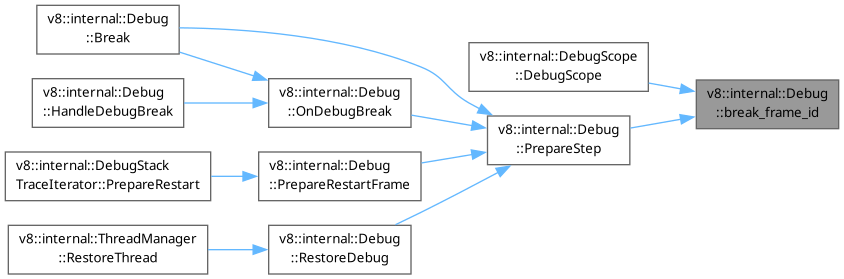 v8::internal::Debug
::Break
v8::internal::DebugScope
::DebugScope
v8::internal::Debug
::HandleDebugBreak
v8::internal::Debug
::OnDebugBreak
v8::internal::Debug
::break_frame_id
v8::internal::Debug
::PrepareStep
v8::internal::DebugStack
TraceIterator::PrepareRestart
v8::internal::Debug
::PrepareRestartFrame
v8::internal::ThreadManager
::RestoreThread
v8::internal::Debug
::RestoreDebug